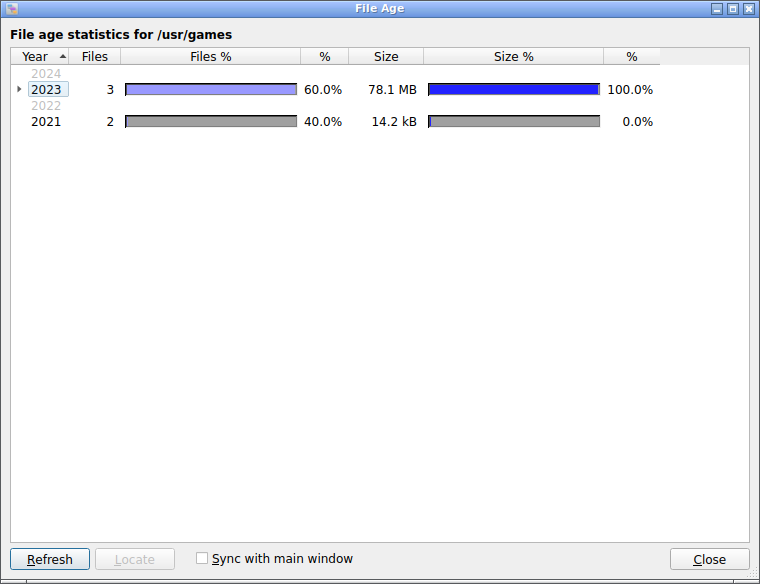 File Age
File age statistics for /usr/games
Year Files Files % % Size Size % %
2024
2023 3 60.0% 78.1 MB 100.0%
2022
2021 2 40.0% 14.2 kB 0.0%
Refresh Locate Sync with main window Close